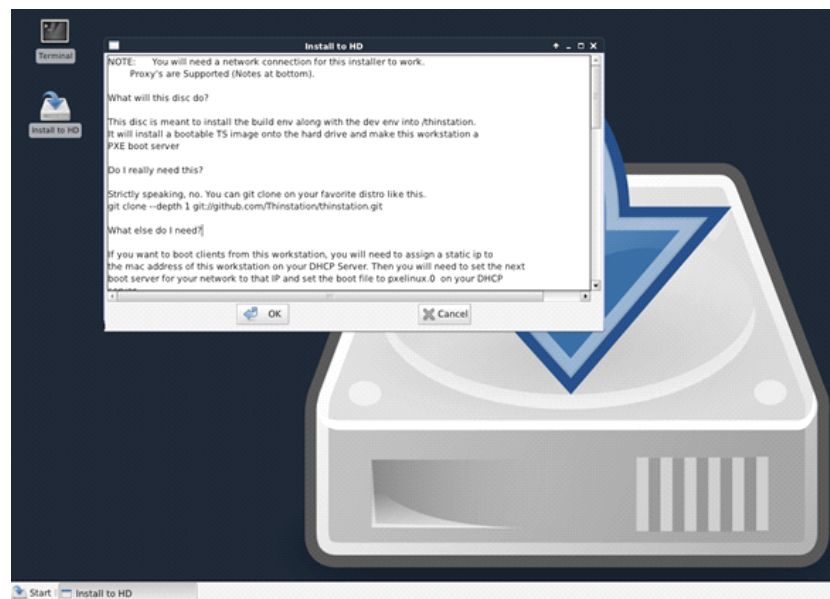 Terminal
Install to HD
Install to HD
NOTE: You will need a network connection for this installer to work.
Proxy's are Supported (Notes at bottom).
What will this disc do?
This disc is meant to install the build env along with the dev env into /thinstation.
It will install a bootable TS image onto the hard drive and make this workstation a
PXE boot server
Do I really need this?
Strictly speaking, no. You can git clone on your favorite distro like this.
git clone --depth 1 git://github.com/Thinstation/thinstation.git
What else do I need?
If you want to boot clients from this workstation, you will need to assign a static ip to
the mac address of this workstation on your DHCP Server. Then you will need to set the next
boot server for your network to that IP and set the boot file to pxelinux.0 on your DHCP
OK
Cancel
Start
Install to HD